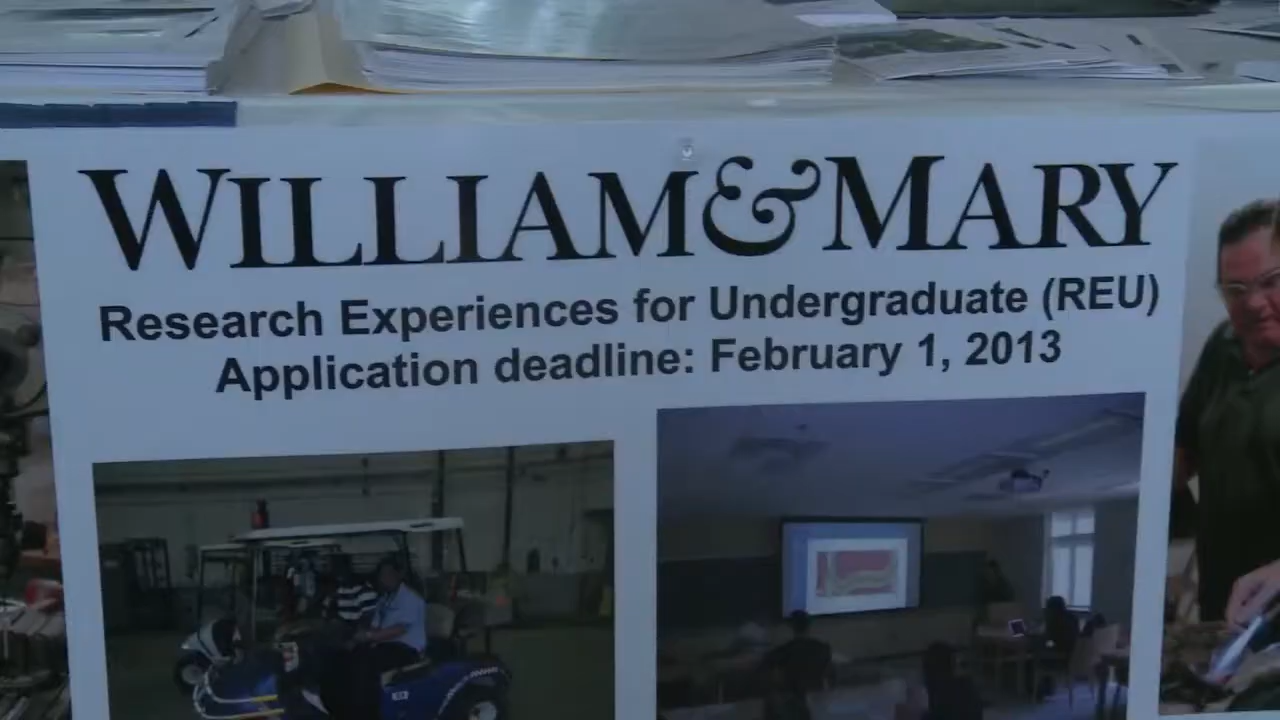 WILLIAM & MARY
Research Experiences for Undergraduate (REU)
Application deadline: February 1, 2013